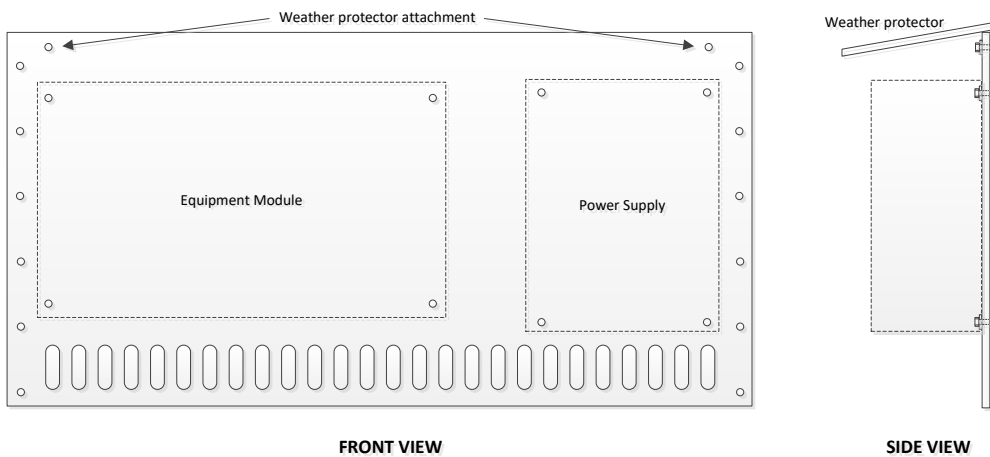 Weather protector attachment
Weather protector
Equipment Module
Power Supply
FRONT VIEW
SIDE VIEW